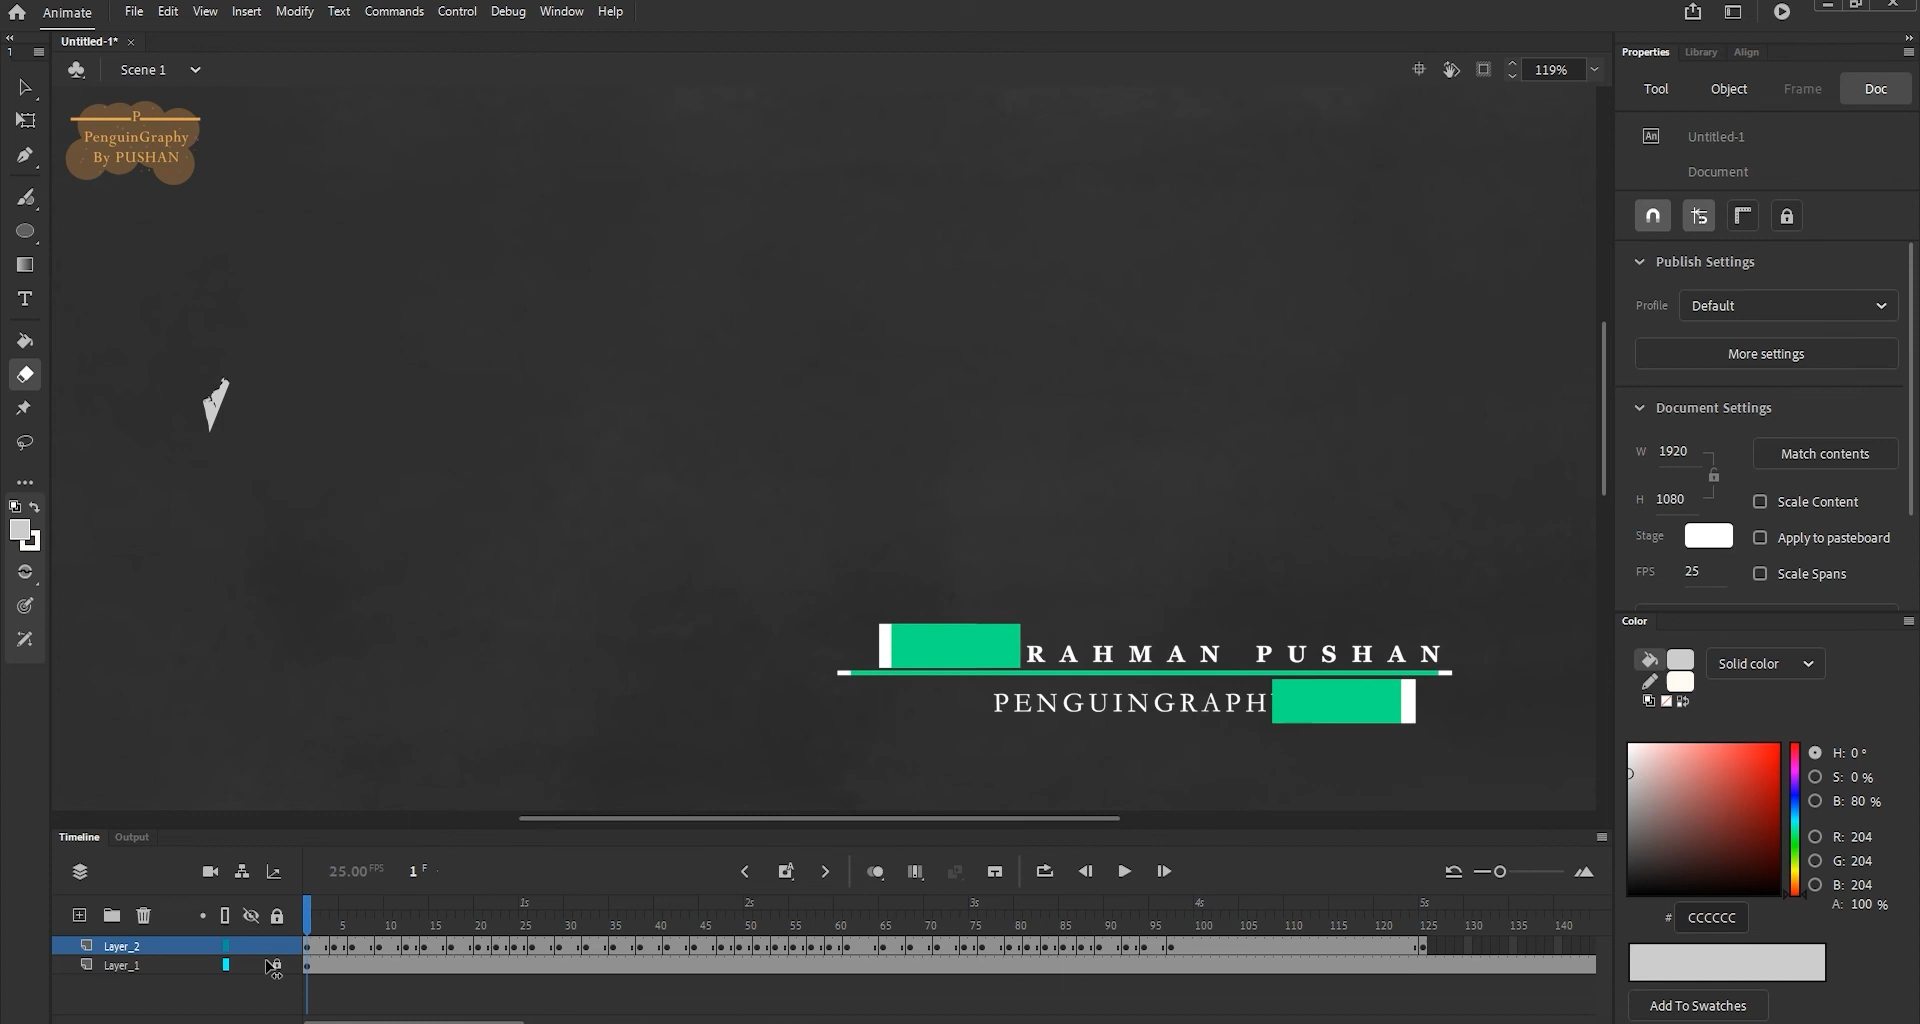 Animate File Edit View Insert Modify Text Commands Control Debug Window Help
Untitled-1* ×
1
Scene 1 119%
Properties Library Align
Tool Object Frame Doc
P
PenguinGraphy
By PUSHAN
An Untitled-1
Document
Publish Settings
Profile Default
More settings
Document Settings
W 1920 Match contents
H 1080 Scale Content
Stage Apply to pasteboard
FPS 25 Scale Spans
T
RAHMAN PUSHAN
PENGUINGRAPH
Color
Solid color
H: 0 °
S: 0 %
B: 80 %
R: 204
G: 204
B: 204
A: 100 %
# CCCCCC
Add To Swatches
Timeline Output
25.00 FPS 1 F
1s 2s 3s 4s 5s
5 10 15 20 25 30 35 40 45 50 55 60 65 70 75 80 85 90 95 100 105 110 115 120 125 130 135 140
Layer_2
Layer_1